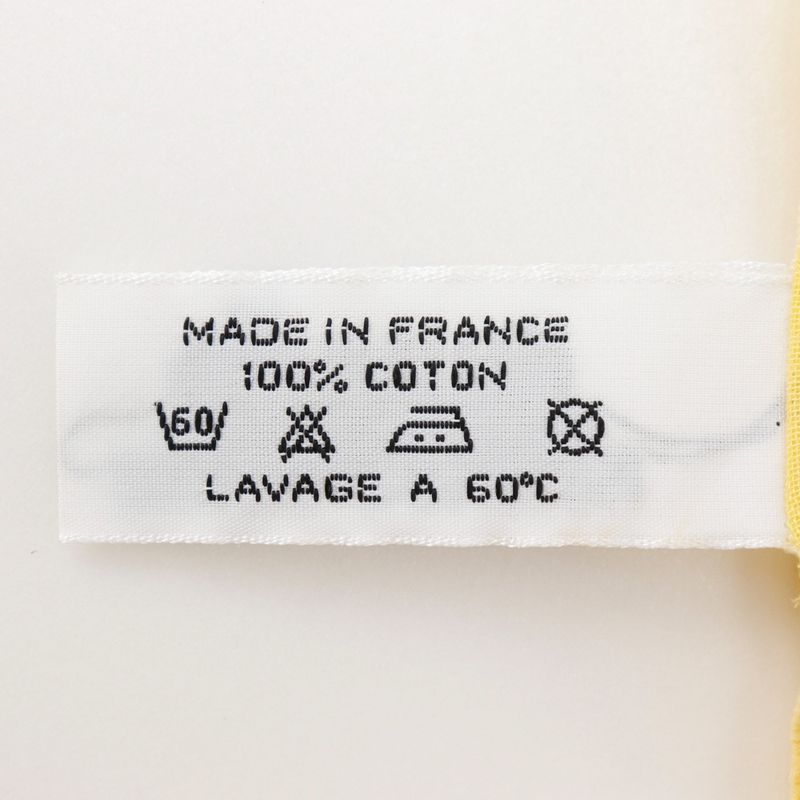 MADE IN FRANCE
100% COTON
60
LAVAGE A 60°C